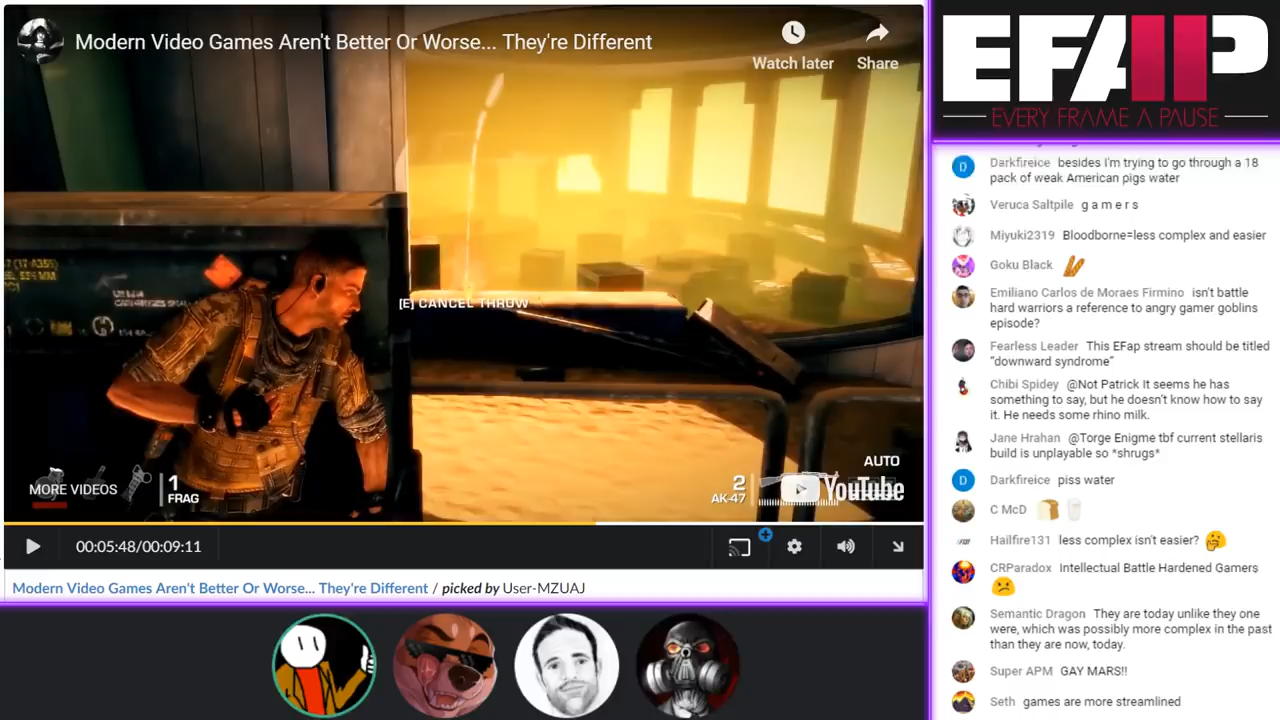 Modern Video Games Aren't Better Or Worse... They're Different
Watch later
Share
[E] CANCEL THROW
MORE VIDEOS
1
FRAG
AUTO
2
AK-47
YouTube
00:05:48/00:09:11
Modern Video Games Aren't Better Or Worse... They're Different / picked by User-MZUAJ
EFAP
EVERY FRAME A PAUSE
Darkfireice besides I'm trying to go through a 18
pack of weak American pigs water
Veruca Saltpile g a m e r s
Miyuki2319 Bloodborne=less complex and easier
Goku Black 🥖
Emiliano Carlos de Moraes Firmino isn't battle
hard warriors a reference to angry gamer goblins
episode?
Fearless Leader This EFap stream should be titled
“downward syndrome”
Chibi Spidey @Not Patrick It seems he has
something to say, but he doesn't know how to say
it. He needs some rhino milk.
Jane Hrahan @Torge Enigme tbf current stellaris
build is unplayable so *shrugs*
Darkfireice piss water
C McD 🍞🥛
Hailfire131 less complex isn't easier? 🤔
CRParadox Intellectual Battle Hardened Gamers
😕
Semantic Dragon They are today unlike they one
were, which was possibly more complex in the past
than they are now, today.
Super APM GAY MARS!!
Seth games are more streamlined